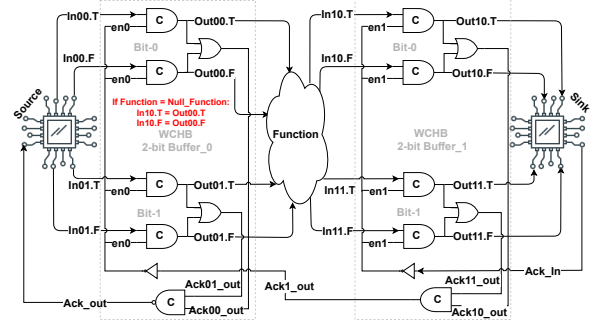 In00.T
C
Out00.T
en0
Bit-0
In00.F
C
Out00.F
en0
If Function = Null_Function:
In10.T = Out00.T
In10.F = Out00.F
WCHB
2-bit Buffer_0
Source
In01.T
C
Out01.T
en0
Bit-1
In01.F
C
Out01.F
en0
Ack01_out
Ack00_out
C
Ack_out
Function
Ack1_out
In10.T
C
Out10.T
en1
Bit-0
In10.F
C
Out10.F
en1
WCHB
2-bit Buffer_1
Sink
In11.T
C
Out11.T
en1
Bit-1
In11.F
C
Out11.F
en1
Ack_In
Ack11_out
Ack10_out
C